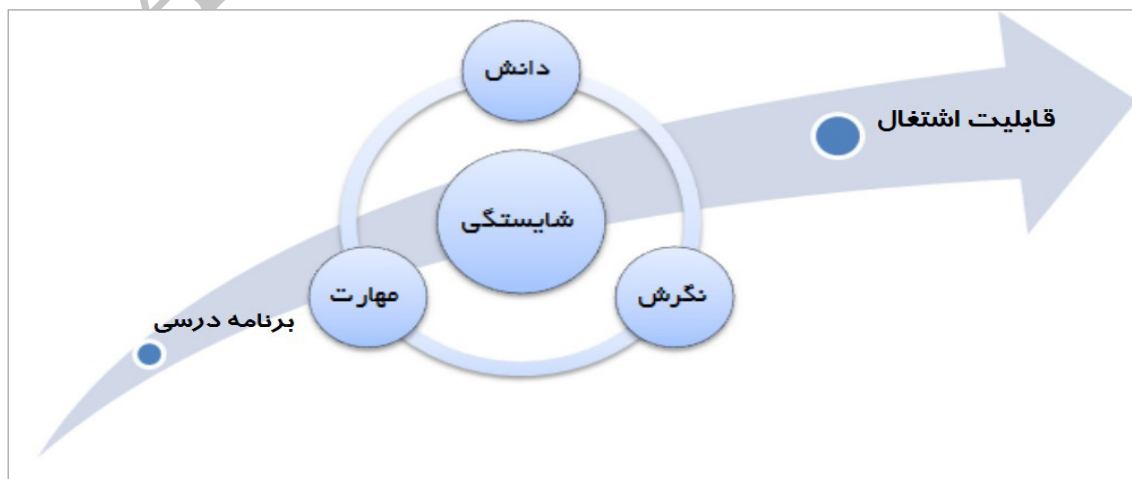 دانش
قابلیت اشتغال
شایستگی
نگرش
مهارت
برنامه درسی